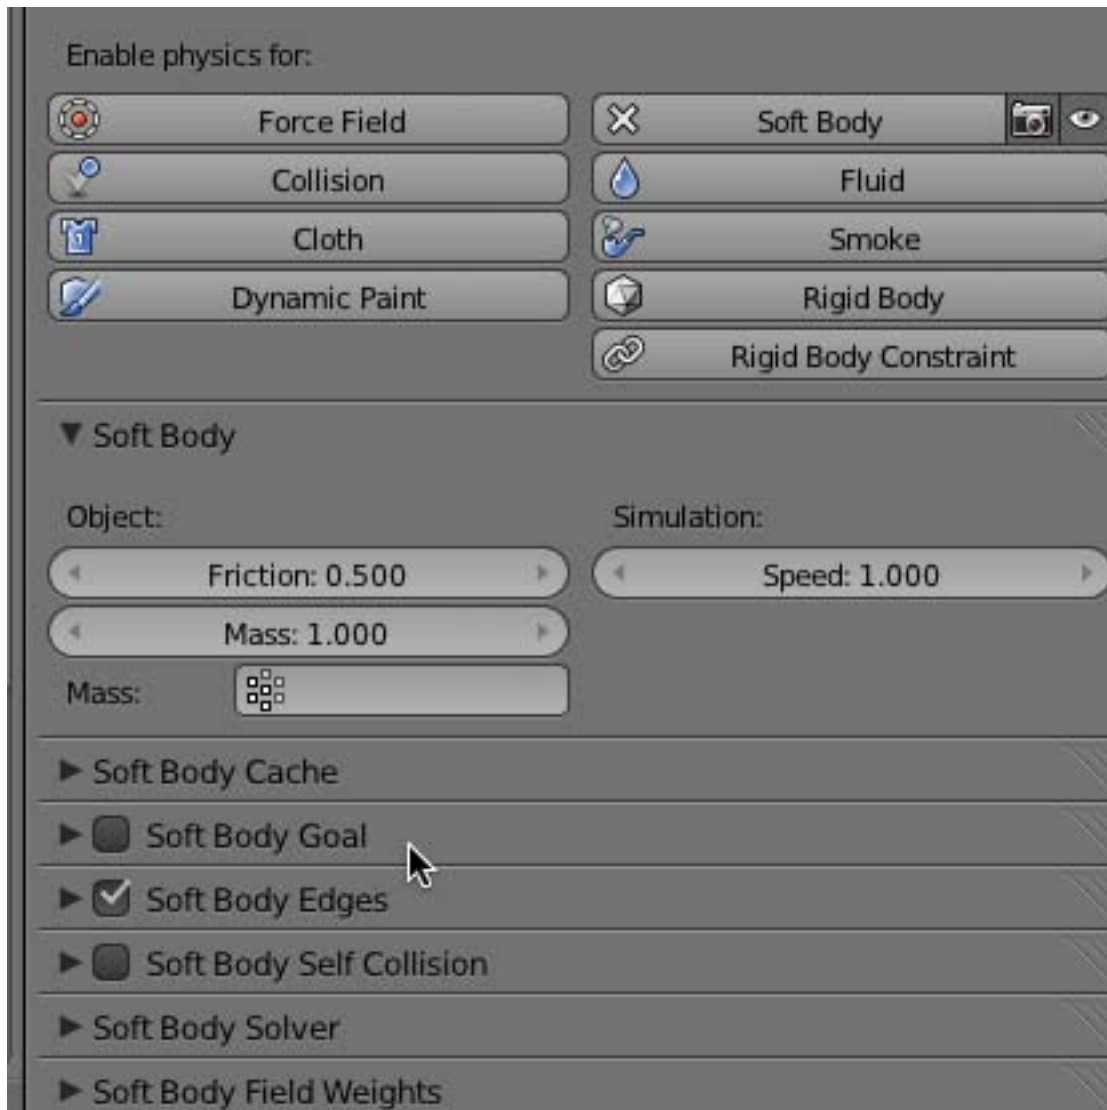 Enable physics for:
Force Field
Soft Body
Collision
Fluid
Cloth
Smoke
Dynamic Paint
Rigid Body
Rigid Body Constraint
Soft Body
Object:
Simulation:
Friction: 0.500
Speed: 1.000
Mass: 1.000
Mass:
Soft Body Cache
Soft Body Goal
Soft Body Edges
Soft Body Self Collision
Soft Body Solver
Soft Body Field Weights